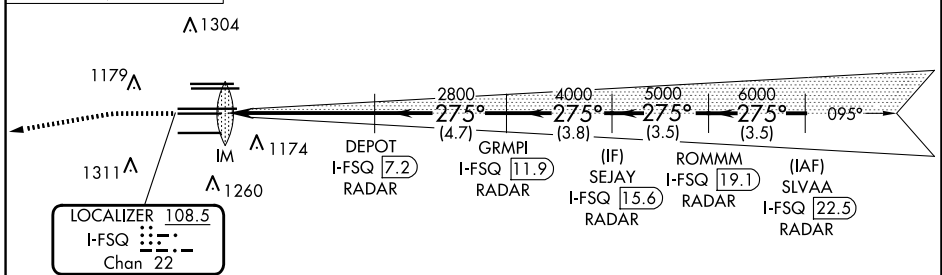 1304
1179
1311
1260
1174
IM
LOCALIZER 108.5
I-FSQ
Chan 22
2800
275°
(4.7)
4000
275°
(3.8)
5000
275°
(3.5)
6000
275°
(3.5)
095°
DEPOT
I-FSQ 7.2
RADAR
GRMPI
I-FSQ 11.9
RADAR
(IF)
SEJAY
I-FSQ 15.6
RADAR
ROMMM
I-FSQ 19.1
RADAR
(IAF)
SLVAA
I-FSQ 22.5
RADAR